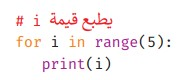 # يطبع قيمة i
for i in range(5):
    print(i)